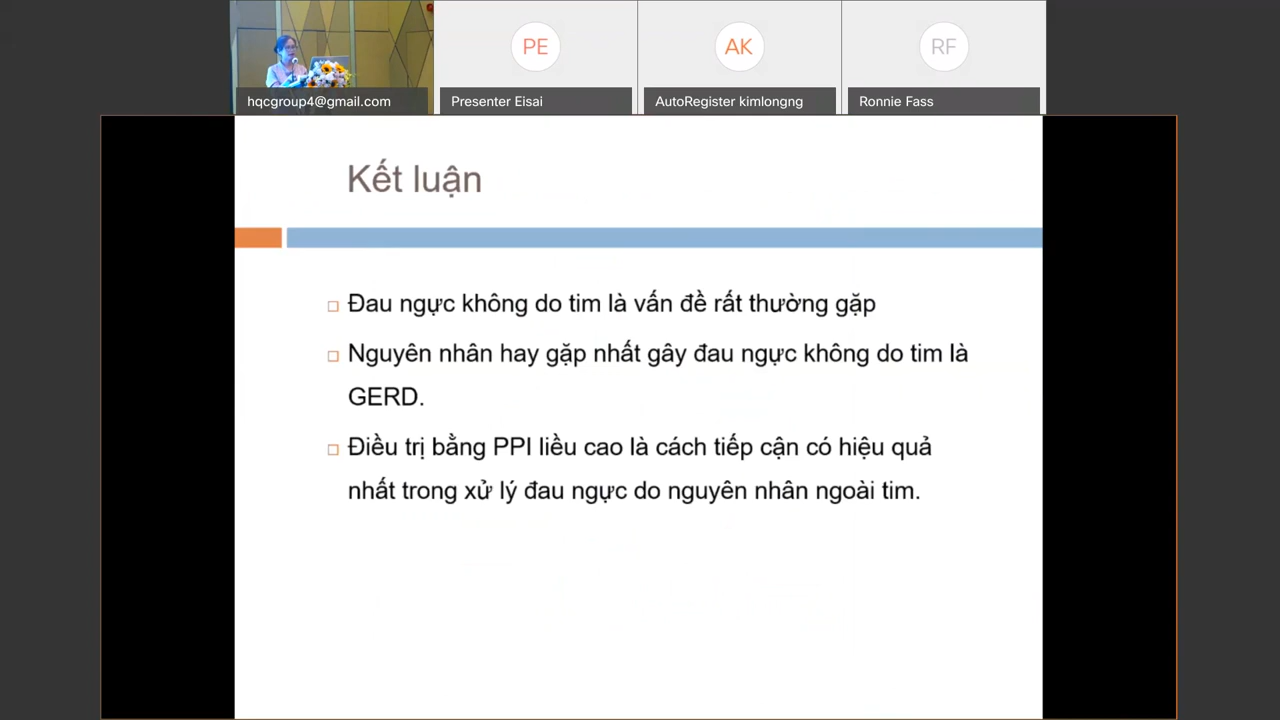 PE
AK
RF
hqcgroup4@gmail.com
Presenter Eisai
AutoRegister kimlongng
Ronnie Fass
Kết luận
Đau ngực không do tim là vấn đề rất thường gặp
Nguyên nhân hay gặp nhất gây đau ngực không do tim là
GERD.
Điều trị bằng PPI liều cao là cách tiếp cận có hiệu quả
nhất trong xử lý đau ngực do nguyên nhân ngoài tim.